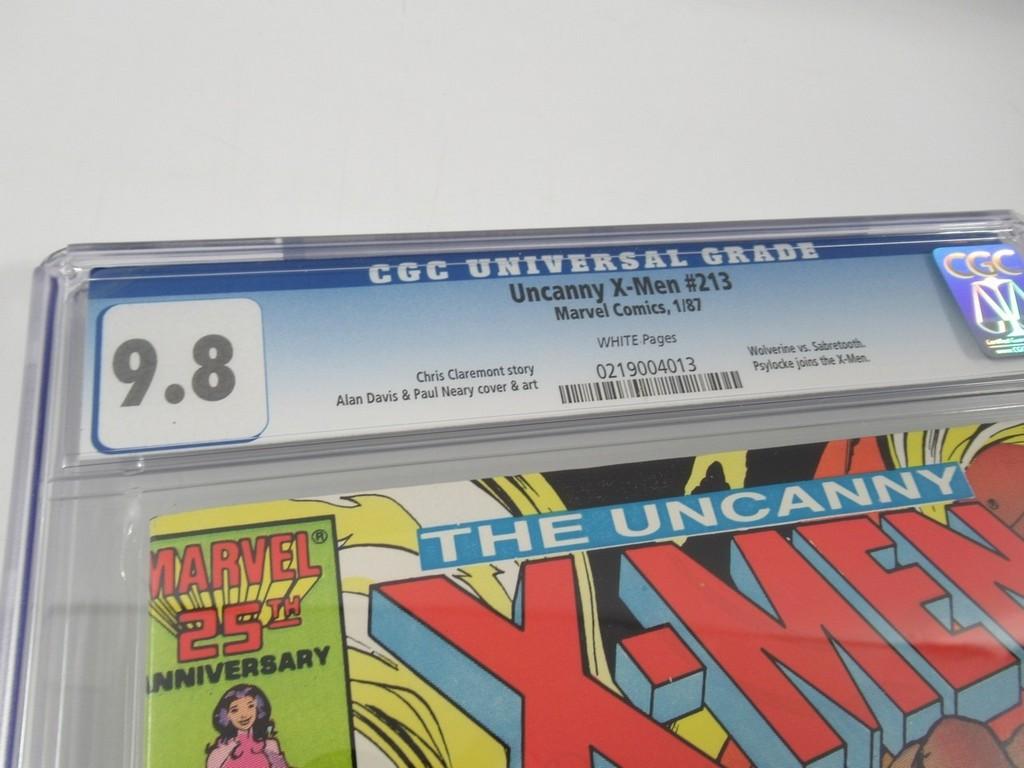 CGC UNIVERSAL GRADE
9.8
Uncanny X-Men #213
Marvel Comics, 1/87
WHITE Pages
Chris Claremont story
Alan Davis & Paul Neary cover & art
0219004013
Wolverine vs. Sabretooth.
Psylocke joins the X-Men.
CGC
MARVEL®
25TH
ANNIVERSARY
THE UNCANNY
X-MEN®